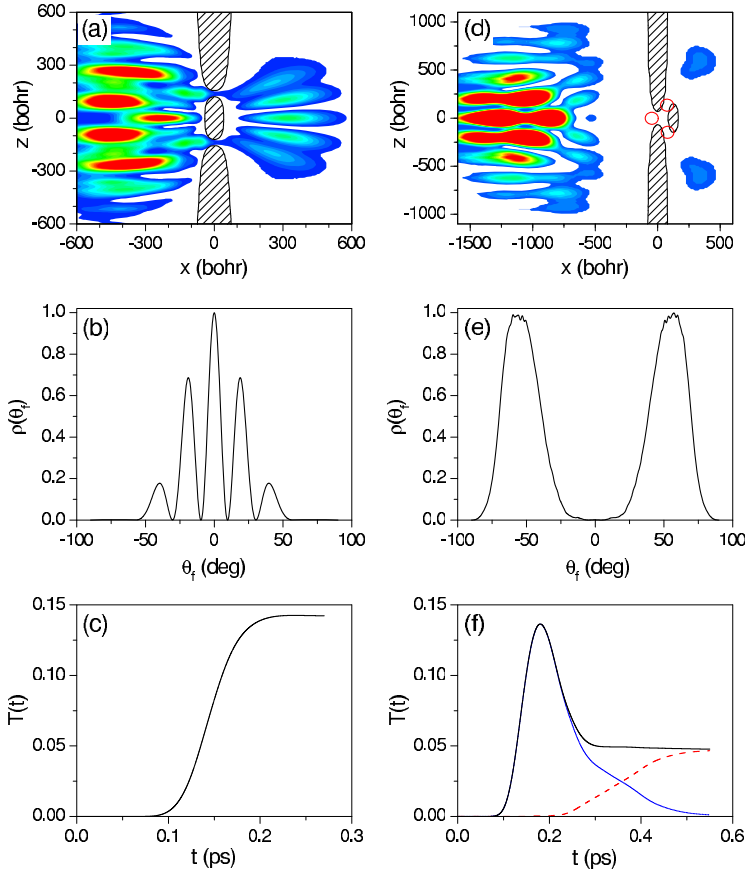 (a)
z (bohr)
600
300
0
-300
-600
-600 -300 0 300 600
x (bohr)
(d)
z (bohr)
1000
500
0
-500
-1000
-1500 -1000 -500 0 500
x (bohr)
(b)
ρ(θf)
1.0
0.8
0.6
0.4
0.2
0.0
-100 -50 0 50 100
θf (deg)
(e)
ρ(θf)
1.0
0.8
0.6
0.4
0.2
0.0
-100 -50 0 50 100
θf (deg)
(c)
T(t)
0.15
0.10
0.05
0.00
0.0 0.1 0.2 0.3
t (ps)
(f)
T(t)
0.15
0.10
0.05
0.00
0.0 0.2 0.4 0.6
t (ps)